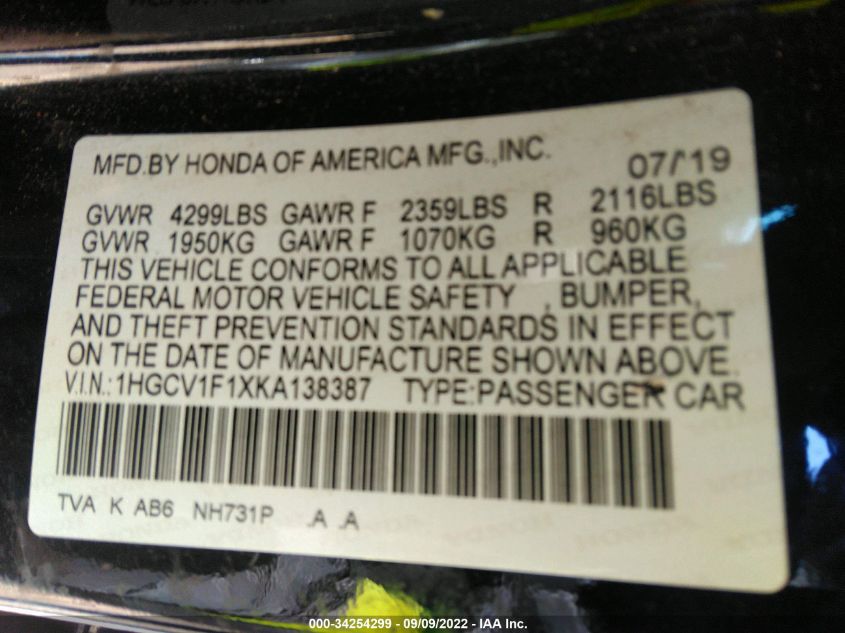 MFD.BY HONDA OF AMERICA MFG.,INC. 07/19
GVWR 4299LBS GAWR F 2359LBS R 2116LBS
GVWR 1950KG GAWR F 1070KG R 960KG
THIS VEHICLE CONFORMS TO ALL APPLICABLE
FEDERAL MOTOR VEHICLE SAFETY , BUMPER,
AND THEFT PREVENTION STANDARDS IN EFFECT
ON THE DATE OF MANUFACTURE SHOWN ABOVE.
V.I.N.:1HGCV1F1XKA138387 TYPE:PASSENGER CAR
TVA K AB6 NH731P .A .A
000-34254299 - 09/09/2022 - IAA Inc.